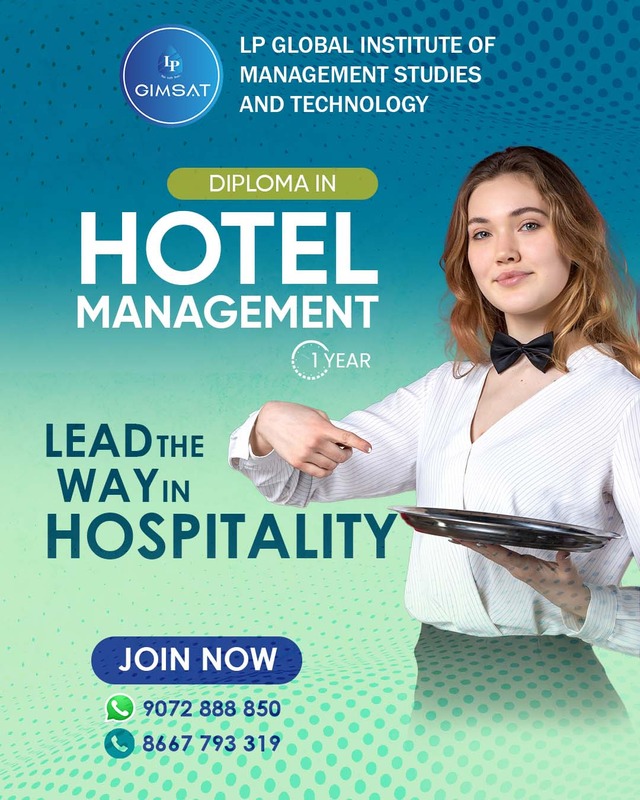 LP
GIMSAT
LP GLOBAL INSTITUTE OF
MANAGEMENT STUDIES
AND TECHNOLOGY
DIPLOMA IN
HOTEL
MANAGEMENT
1 YEAR
LEAD THE
WAY IN
HOSPITALITY
JOIN NOW
9072 888 850
8667 793 319